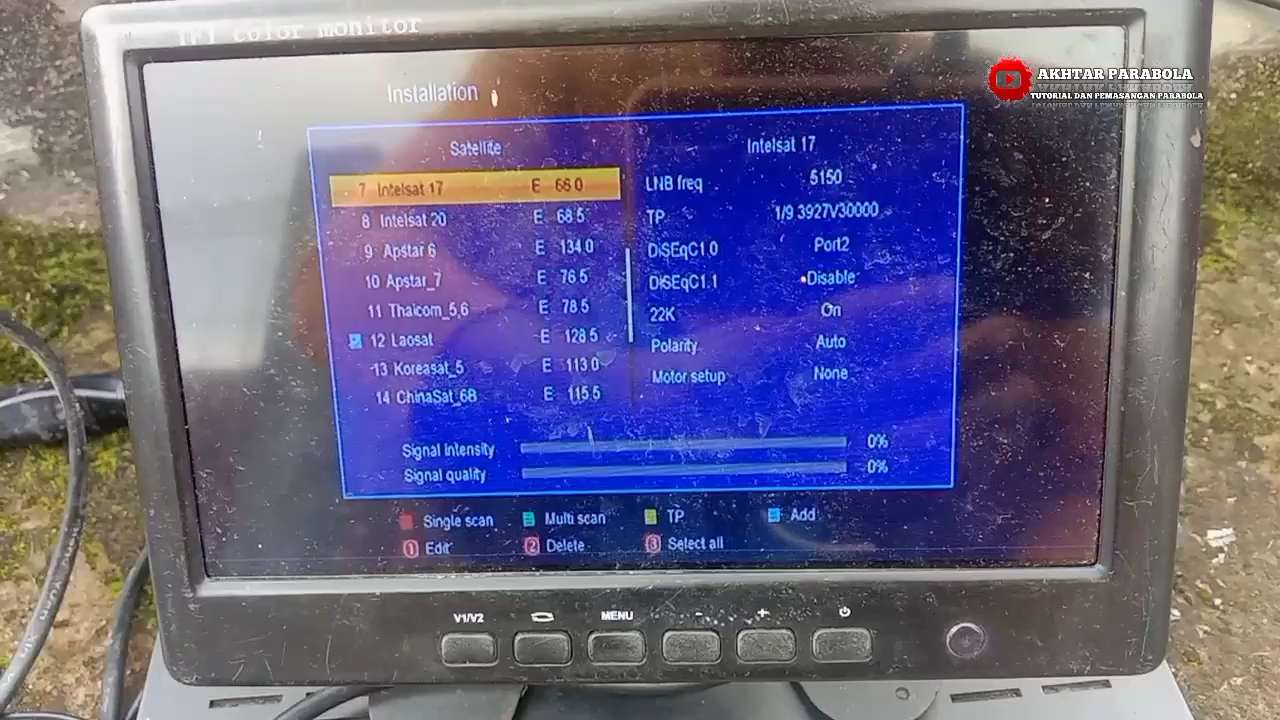 TFT color monitor
AKHTAR PARABOLA
TUTORIAL DAN PEMASANGAN PARABOLA
Installation
Satellite
7 Intelsat 17 E 66.0
8 Intelsat 20 E 68.5
9 Apstar 6 E 134.0
10 Apstar_7 E 76.5
11 Thaicom_5,6 E 78.5
12 Laosat E 128.5
13 Koreasat_5 E 113.0
14 ChinaSat_6B E 115.5
Intelsat 17
LNB freq 5150
TP 1/9 3927V30000
DiSEqC1.0 Port2
DiSEqC1.1 Disable
22K On
Polarity Auto
Motor setup None
Signal Intensity 0%
Signal quality 0%
Single scan Multi scan TP Add
1 Edit 2 Delete 3 Select all
V1/V2 MENU - +